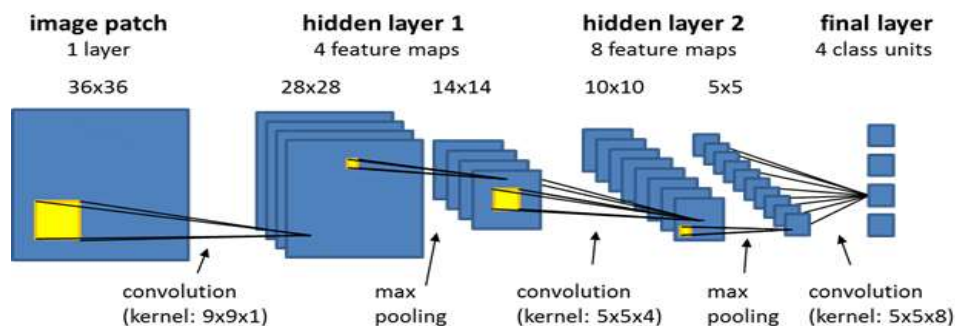 image patch
1 layer
36x36
hidden layer 1
4 feature maps
28x28
14x14
hidden layer 2
8 feature maps
10x10
5x5
final layer
4 class units
convolution
(kernel: 9x9x1)
max
pooling
convolution
(kernel: 5x5x4)
max
pooling
convolution
(kernel: 5x5x8)